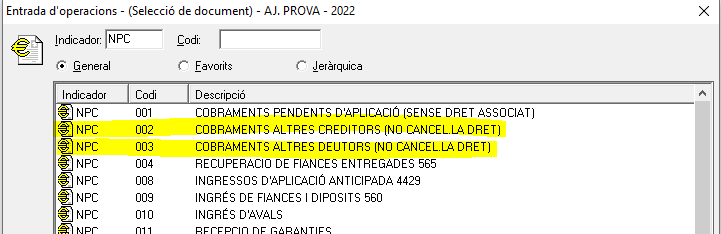 Entrada d'operacions - (Selecció de document) - AJ. PROVA - 2022
Indicador: NPC Codi:
General Favorits Jeràrquica
Indicador Codi Descripció
NPC 001 COBRAMENTS PENDENTS D'APLICACIÓ (SENSE DRET ASSOCIAT)
NPC 002 COBRAMENTS ALTRES CREDITORS (NO CANCEL.LA DRET)
NPC 003 COBRAMENTS ALTRES DEUTORS (NO CANCEL.LA DRET)
NPC 004 RECUPERACIO DE FIANCES ENTREGADES 565
NPC 008 INGRESSOS D'APLICACIÓ ANTICIPADA 4429
NPC 009 INGRÉS DE FIANCES I DIPOSITS 560
NPC 010 INGRÉS D'AVALS
NPC 011 RECEPCIO DE GARANTIES